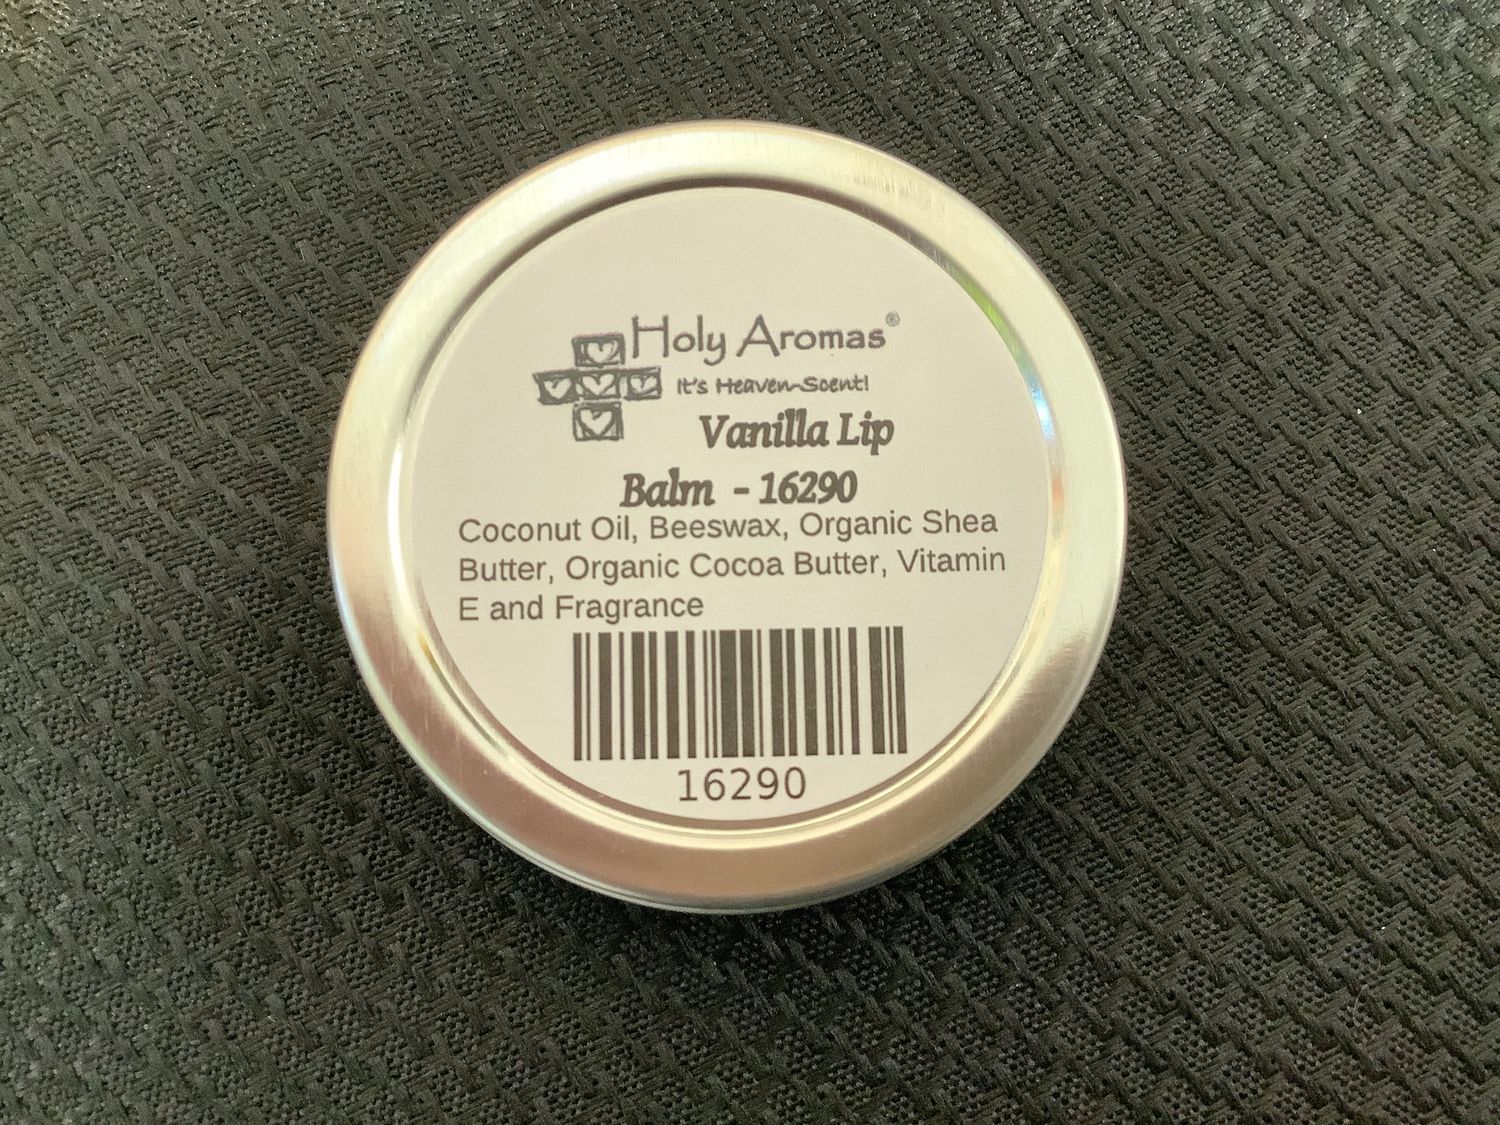 Holy Aromas®
It's Heaven-Scent!
Vanilla Lip
Balm - 16290
Coconut Oil, Beeswax, Organic Shea
Butter, Organic Cocoa Butter, Vitamin
E and Fragrance
16290